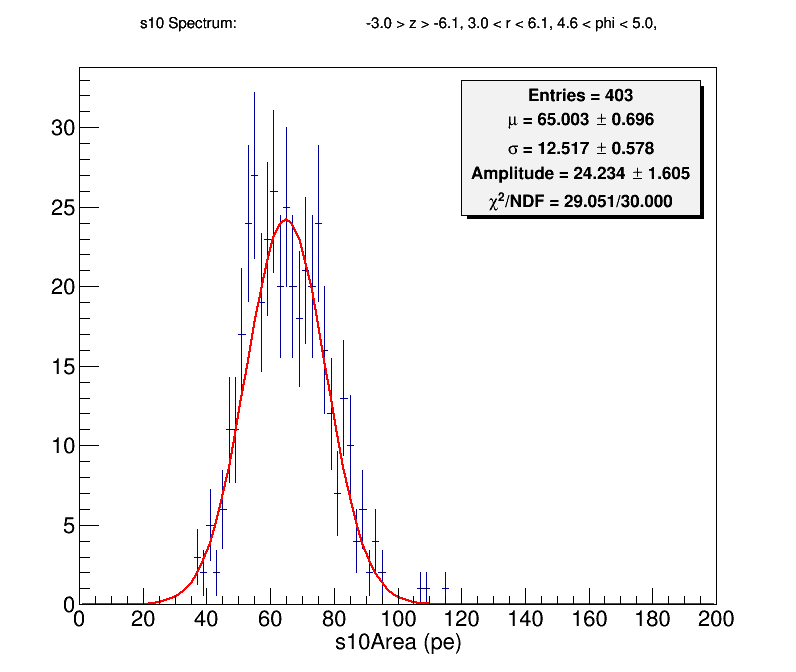 s10 Spectrum: -3.0 > z > -6.1, 3.0 < r < 6.1, 4.6 < phi < 5.0,
Entries = 403
μ = 65.003 ± 0.696
σ = 12.517 ± 0.578
Amplitude = 24.234 ± 1.605
χ²/NDF = 29.051/30.000
30
25
20
15
10
5
0
0 20 40 60 80 100 120 140 160 180 200
s10Area (pe)